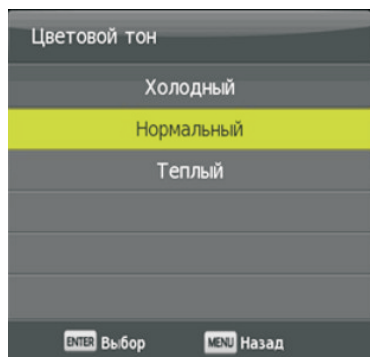 Цветовой тон
Холодный
Нормальный
Теплый
ENTER Выбор MENU Назад